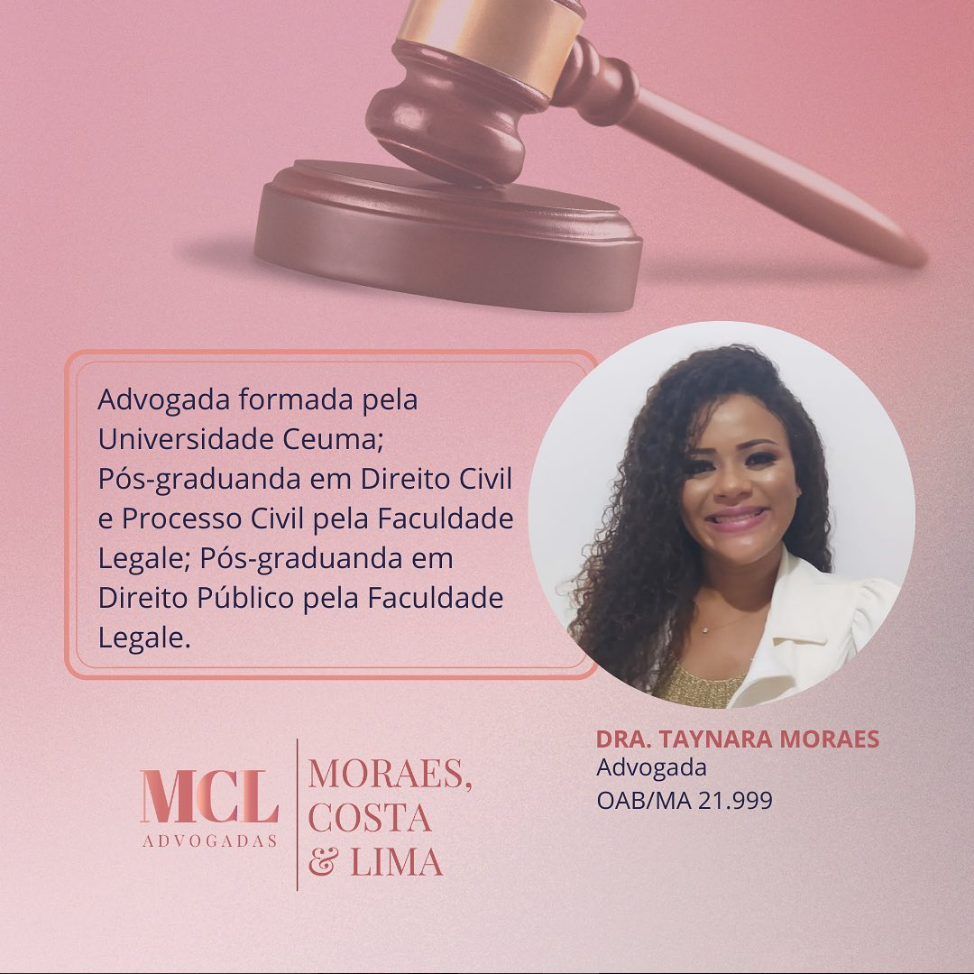 Advogada formada pela
Universidade Ceuma;
Pós-graduanda em Direito Civil
e Processo Civil pela Faculdade
Legale; Pós-graduanda em
Direito Público pela Faculdade
Legale.
DRA. TAYNARA MORAES
Advogada
OAB/MA 21.999
MCL
ADVOGADAS
MORAES,
COSTA
& LIMA